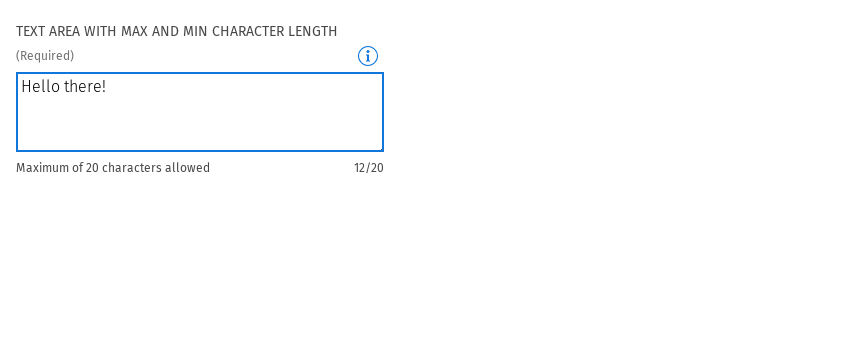 TEXT AREA WITH MAX AND MIN CHARACTER LENGTH
(Required)
Hello there!
Maximum of 20 characters allowed 12/20